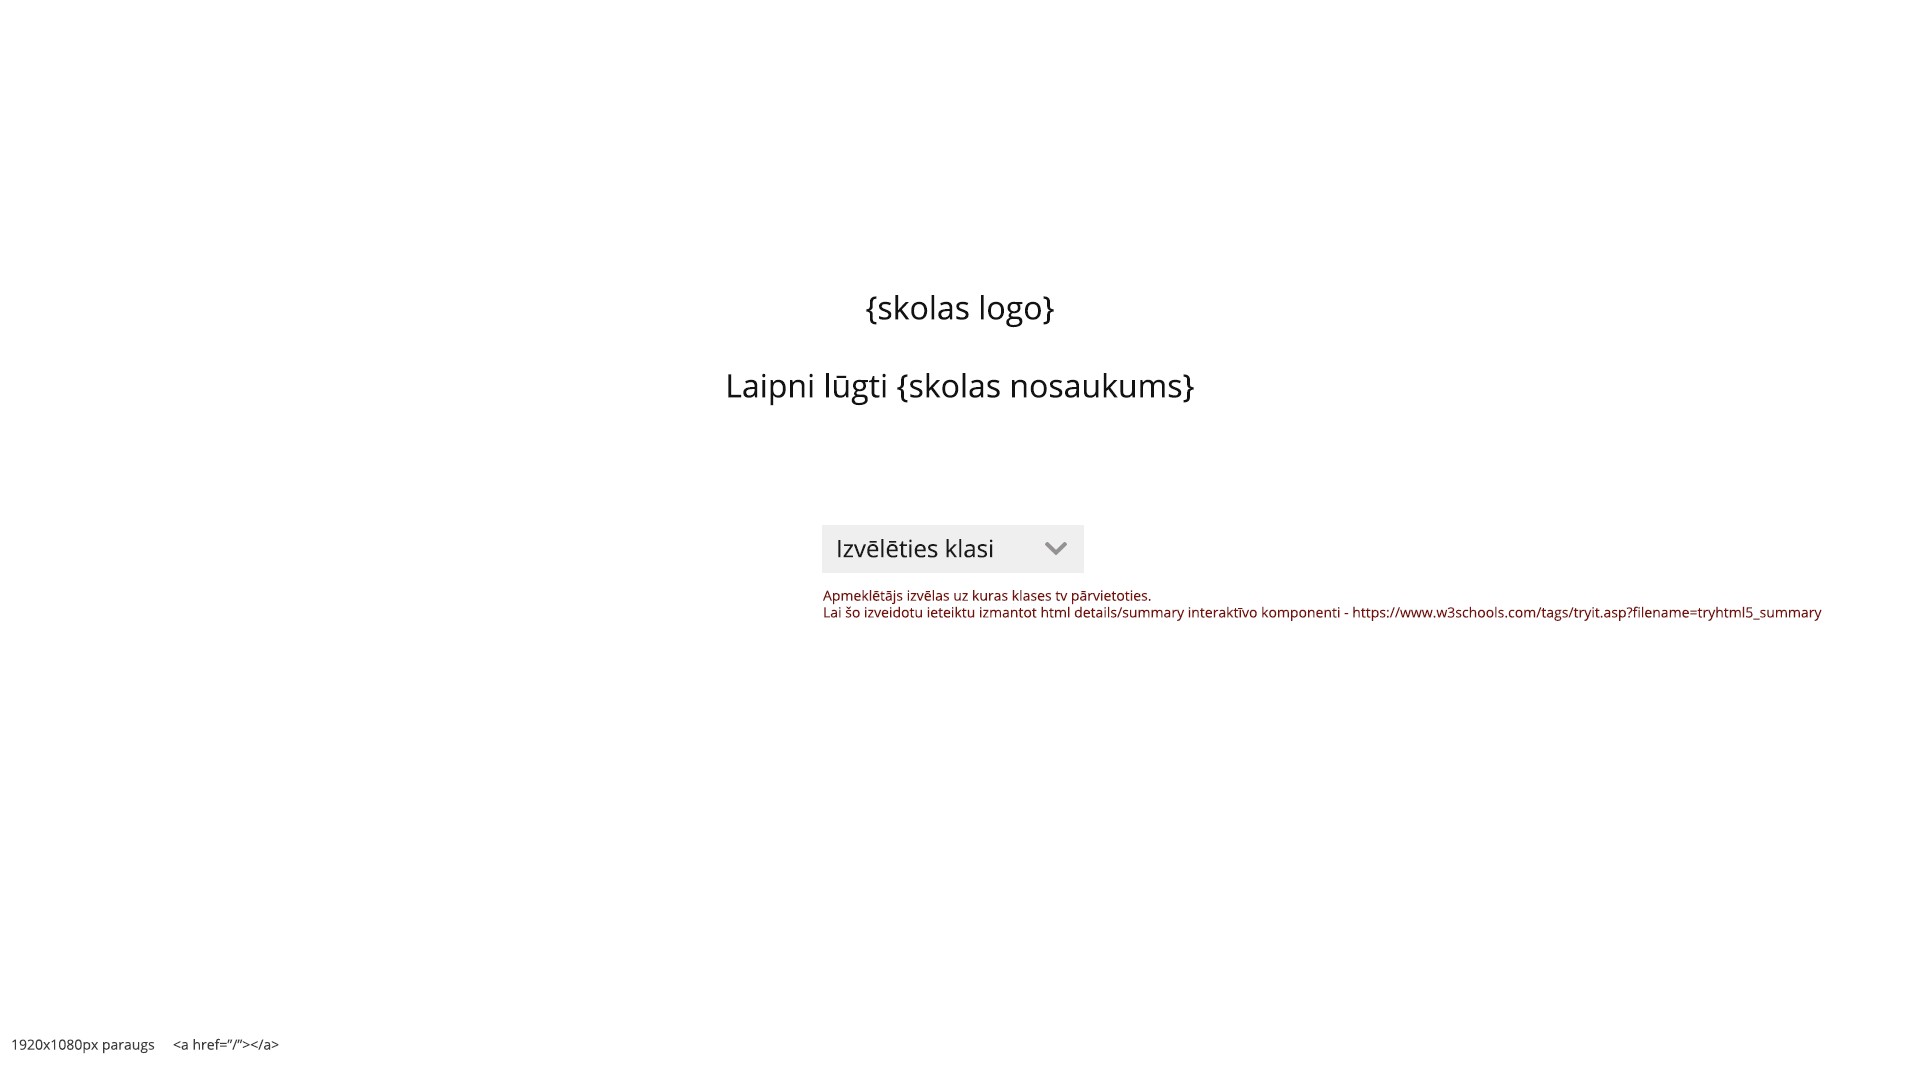 {skolas logo}
Laipni lūgti {skolas nosaukums}
Izvēlēties klasi
Apmeklētājs izvēlas uz kuras klases tv pārvietoties.
Lai šo izveidotu ieteiktu izmantot html details/summary interaktīvo komponenti - https://www.w3schools.com/tags/tryit.asp?filename=tryhtml5_summary
1920x1080px paraugs <a href=”/”></a>